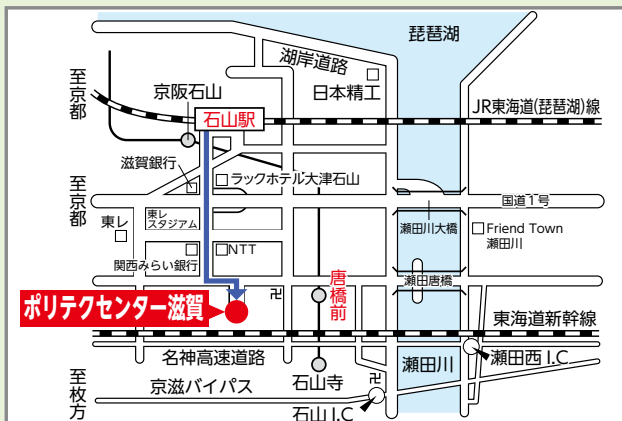 琵琶湖
湖岸道路
至京都
京阪石山
日本精工
石山駅
JR東海道(琵琶湖)線
滋賀銀行
ラックホテル大津石山
至京都
国道1号
東レ
東レ
スタジアム
瀬田川大橋
Friend Town
瀬田川
関西みらい銀行
NTT
瀬田唐橋
唐橋前
ポリテクセンター滋賀
東海道新幹線
名神高速道路
瀬田川
瀬田西I.C
至枚方
京滋バイパス
石山寺
石山I.C